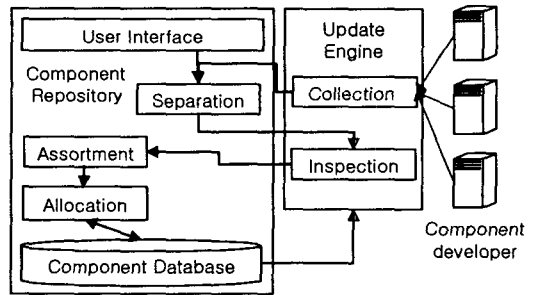 User Interface
Update
Engine
Component
Repository
Separation
Collection
Assortment
Inspection
Allocation
Component
developer
Component Database